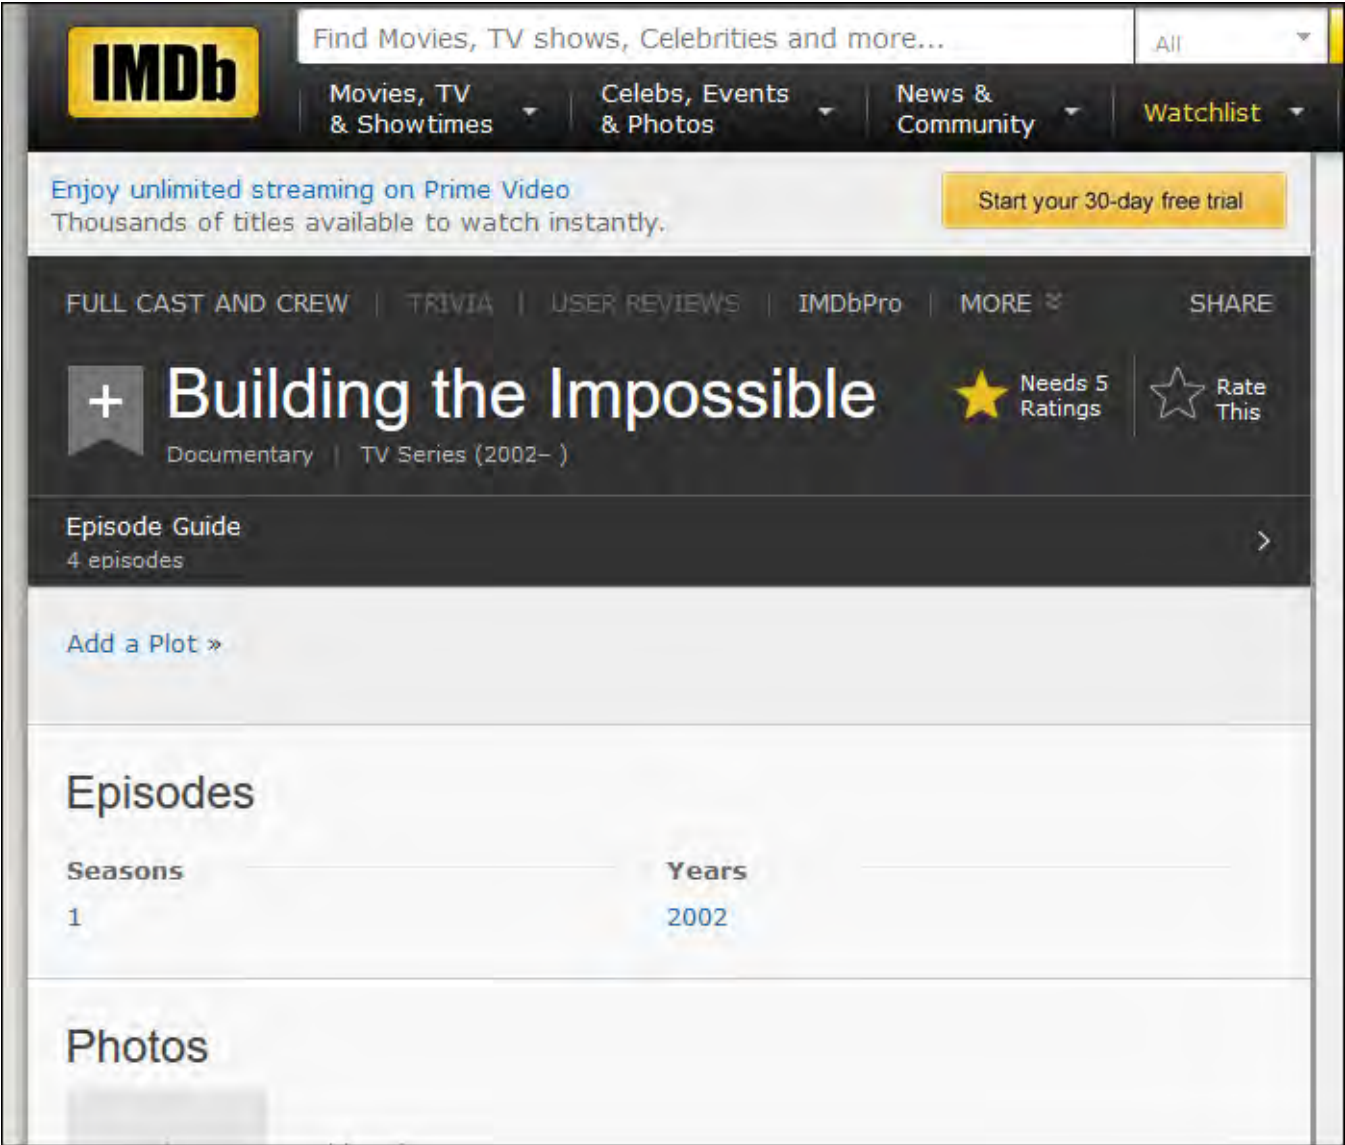 IMDb
Find Movies, TV shows, Celebrities and more...
All
Movies, TV
& Showtimes
Celebs, Events
& Photos
News &
Community
Watchlist
Enjoy unlimited streaming on Prime Video
Thousands of titles available to watch instantly.
Start your 30-day free trial
FULL CAST AND CREW | TRIVIA | USER REVIEWS | IMDbPro | MORE SHARE
+
Building the Impossible
Needs 5
Ratings
Rate
This
Documentary | TV Series (2002– )
Episode Guide
4 episodes
Add a Plot »
Episodes
Seasons
1
Years
2002
Photos